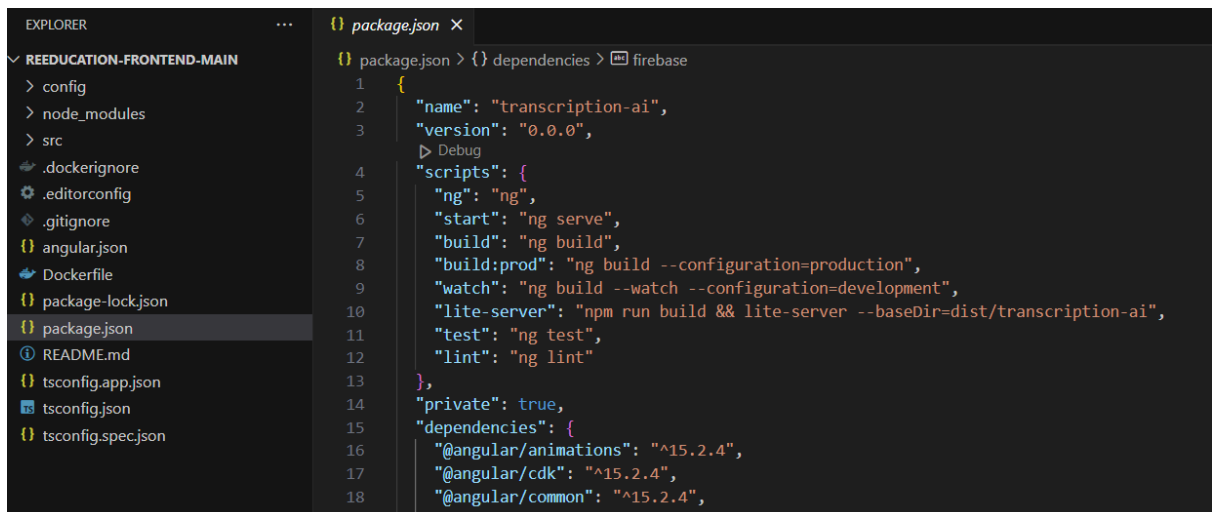 EXPLORER
REEDUCATION-FRONTEND-MAIN
config
node_modules
src
.dockerignore
.editorconfig
.gitignore
{} angular.json
Dockerfile
{} package-lock.json
{} package.json
README.md
{} tsconfig.app.json
TS tsconfig.json
{} tsconfig.spec.json
{} package.json ×
{} package.json > {} dependencies > abc firebase
1 {
2 "name": "transcription-ai",
3 "version": "0.0.0",
Debug
4 "scripts": {
5 "ng": "ng",
6 "start": "ng serve",
7 "build": "ng build",
8 "build:prod": "ng build --configuration=production",
9 "watch": "ng build --watch --configuration=development",
10 "lite-server": "npm run build && lite-server --baseDir=dist/transcription-ai",
11 "test": "ng test",
12 "lint": "ng lint"
13 },
14 "private": true,
15 "dependencies": {
16 "@angular/animations": "^15.2.4",
17 "@angular/cdk": "^15.2.4",
18 "@angular/common": "^15.2.4",